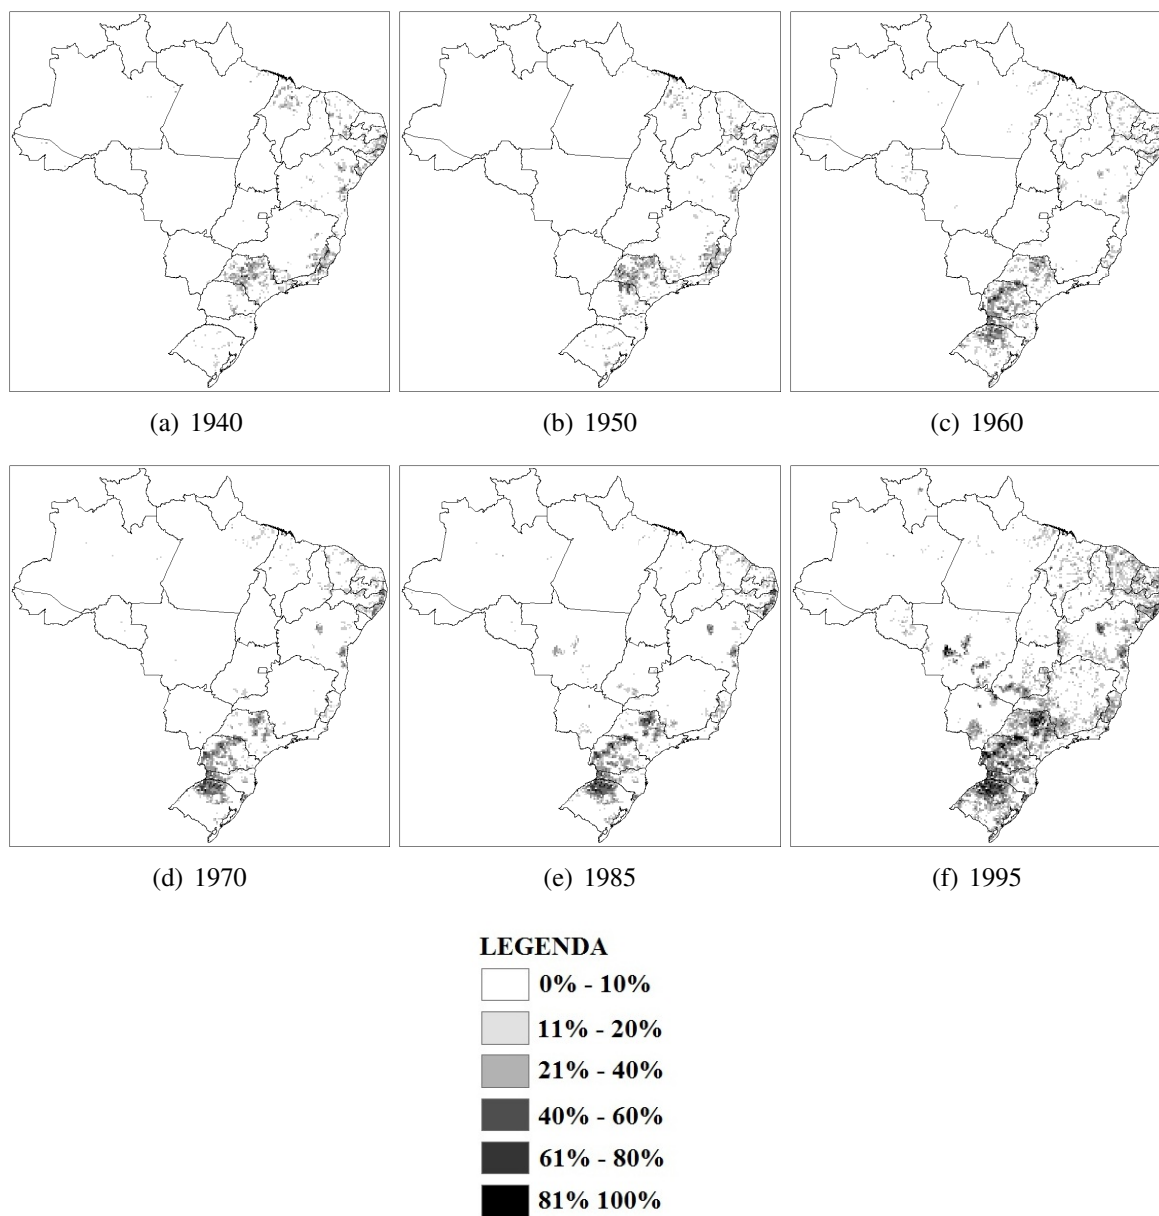 (a) 1940
(b) 1950
(c) 1960
(d) 1970
(e) 1985
(f) 1995
LEGENDA
0% - 10%
11% - 20%
21% - 40%
40% - 60%
61% - 80%
81% 100%